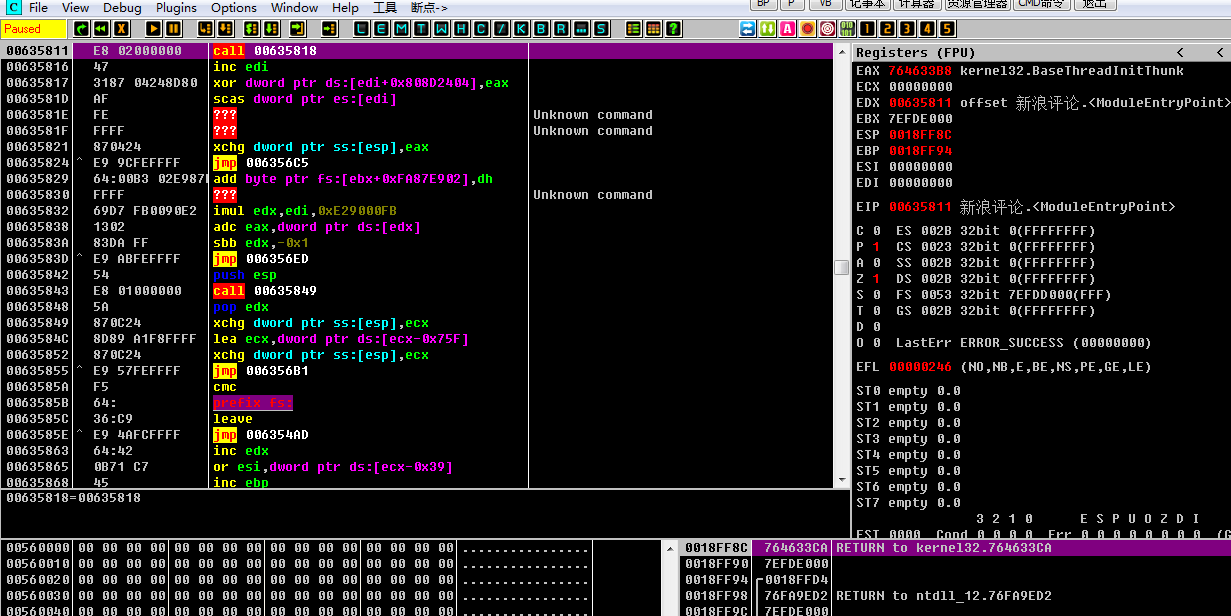 C File View Debug Plugins Options Window Help 工具 断点-> BP P VB 记事本 计算器 资源管理器 CMD命令 退出
Paused L E M T W H C / K B R ... S A 1 2 3 4 5
00635811 E8 02000000 call 00635818
00635816 47 inc edi
00635817 3187 04248D80 xor dword ptr ds:[edi+0x808D2404],eax
0063581D AF scas dword ptr es:[edi]
0063581E FE ??? Unknown command
0063581F FFFF ??? Unknown command
00635821 870424 xchg dword ptr ss:[esp],eax
00635824 ^ E9 9CFEFFFF jmp 006356C5
00635829 64:00B3 02E987F add byte ptr fs:[ebx+0xFA87E902],dh
00635830 FFFF ??? Unknown command
00635832 69D7 FB0090E2 imul edx,edi,0xE29000FB
00635838 1302 adc eax,dword ptr ds:[edx]
0063583A 83DA FF sbb edx,-0x1
0063583D ^ E9 ABFEFFFF jmp 006356ED
00635842 54 push esp
00635843 E8 01000000 call 00635849
00635848 5A pop edx
00635849 870C24 xchg dword ptr ss:[esp],ecx
0063584C 8D89 A1F8FFFF lea ecx,dword ptr ds:[ecx-0x75F]
00635852 870C24 xchg dword ptr ss:[esp],ecx
00635855 ^ E9 57FEFFFF jmp 006356B1
0063585A F5 cmc
0063585B 64: prefix fs:
0063585C 36:C9 leave
0063585E ^ E9 4AFCFFFF jmp 006354AD
00635863 64:42 inc edx
00635865 0B71 C7 or esi,dword ptr ds:[ecx-0x39]
00635868 45 inc ebp
00635818=00635818
Registers (FPU) < <
EAX 76463388 kernel32.BaseThreadInitThunk
ECX 00000000
EDX 00635811 offset 新浪评论.<ModuleEntryPoint>
EBX 7EFDE000
ESP 0018FF8C
EBP 0018FF94
ESI 00000000
EDI 00000000
EIP 00635811 新浪评论.<ModuleEntryPoint>
C 0 ES 002B 32bit 0(FFFFFFFF)
P 1 CS 0023 32bit 0(FFFFFFFF)
A 0 SS 002B 32bit 0(FFFFFFFF)
Z 1 DS 002B 32bit 0(FFFFFFFF)
S 0 FS 0053 32bit 7EFDD000(FFF)
T 0 GS 002B 32bit 0(FFFFFFFF)
D 0
O 0 LastErr ERROR_SUCCESS (00000000)
EFL 00000246 (NO,NB,E,BE,NS,PE,GE,LE)
ST0 empty 0.0
ST1 empty 0.0
ST2 empty 0.0
ST3 empty 0.0
ST4 empty 0.0
ST5 empty 0.0
ST6 empty 0.0
ST7 empty 0.0
3 2 1 0 E S P U O Z D I
FST 0000 Cond 0 0 0 0 Err 0 0 0 0 0 0 0 0 (G
00560000 00 00 00 00 00 00 00 00 00 00 00 00 00 00 00 00 ................
00560010 00 00 00 00 00 00 00 00 00 00 00 00 00 00 00 00 ................
00560020 00 00 00 00 00 00 00 00 00 00 00 00 00 00 00 00 ................
00560030 00 00 00 00 00 00 00 00 00 00 00 00 00 00 00 00 ................
00560040 00 00 00 00 00 00 00 00 00 00 00 00 00 00 00 00 ................
0018FF8C 764633CA RETURN to kernel32.764633CA
0018FF90 7EFDE000
0018FF94 0018FFD4
0018FF98 76FA9ED2 RETURN to ntdll_12.76FA9ED2
0018FF9C 7EFDE000